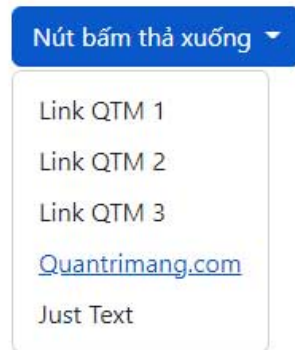 Nút bấm thả xuống
Link QTM 1
Link QTM 2
Link QTM 3
Quantrimang.com
Just Text